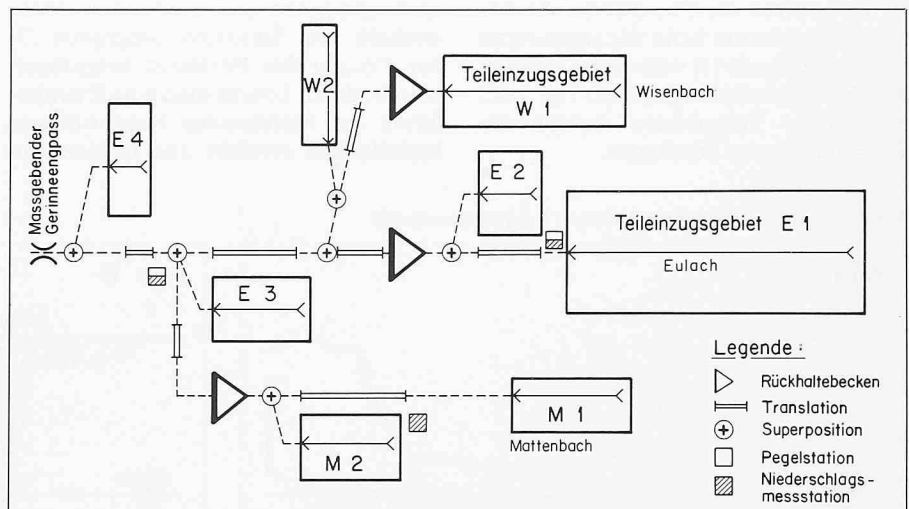 W2
Teileinzugsgebiet
W 1
Wisenbach
E 4
Massgebender
Gerinneengpass
E 2
Teileinzugsgebiet E 1
Eulach
E 3
M 1
Mattenbach
M 2
Legende :
Rückhaltebecken
Translation
Superposition
Pegelstation
Niederschlags-
messstation